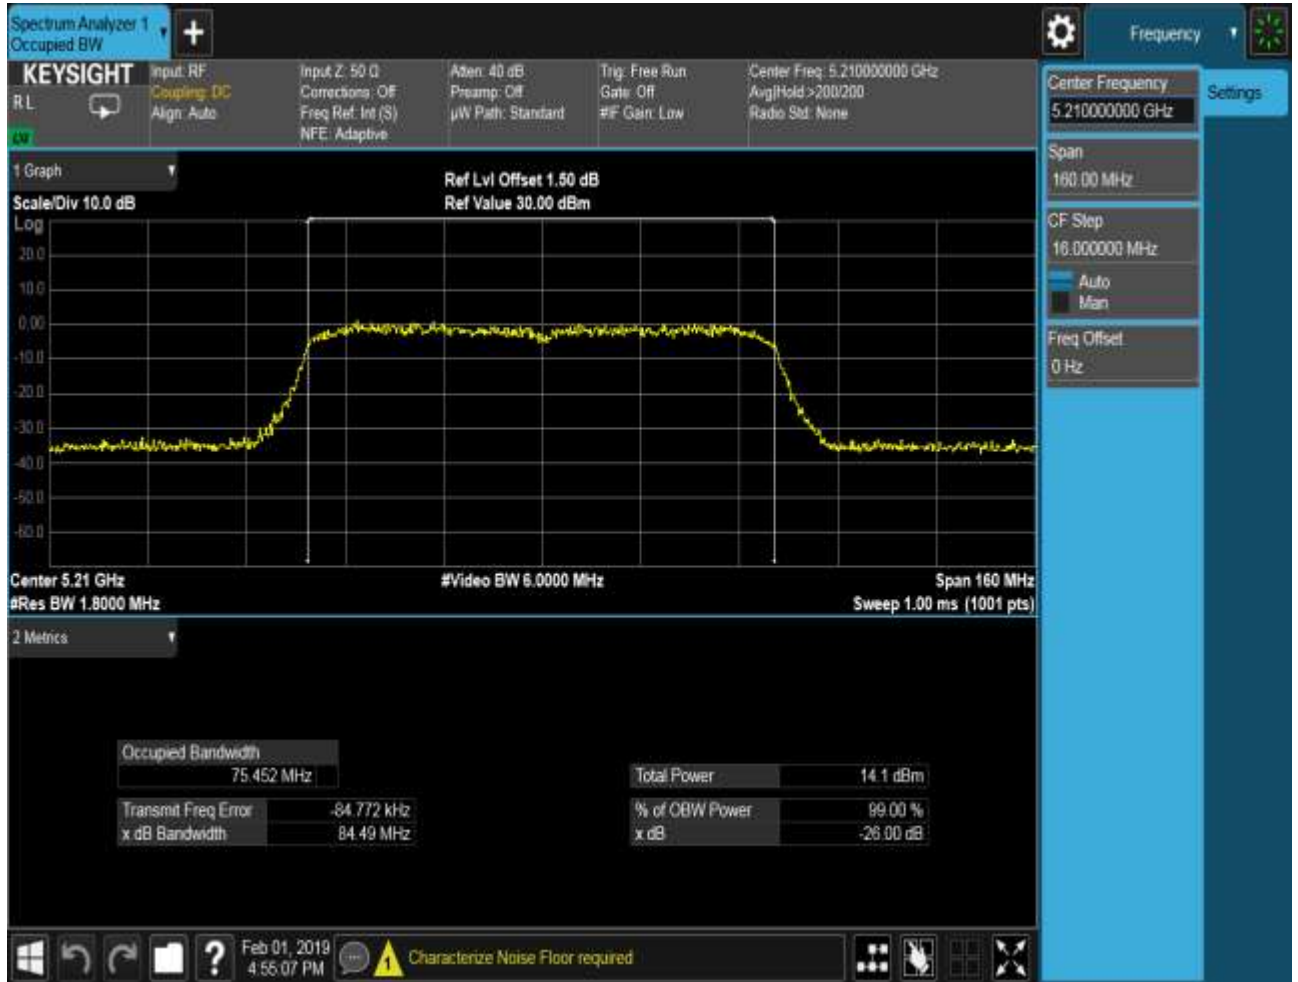 Spectrum Analyzer 1
Occupied BW
Frequency
KEYSIGHT
R L
Input: RF
Coupling: DC
Align: Auto
Input Z: 50 Ω
Corrections: Off
Freq Ref: Int (S)
NFE: Adaptive
Atten: 40 dB
Preamp: Off
µW Path: Standard
Trig: Free Run
Gate: Off
#IF Gain: Low
Center Freq: 5.210000000 GHz
Avg|Hold:>200/200
Radio Std: None
Center Frequency
5.210000000 GHz
Settings
Span
160.00 MHz
CF Step
16.000000 MHz
Auto
Man
Freq Offset
0 Hz
1 Graph
Scale/Div 10.0 dB
Ref Lvl Offset 1.50 dB
Ref Value 30.00 dBm
Log
20.0
10.0
0.00
-10.0
-20.0
-30.0
-40.0
-50.0
-60.0
Center 5.21 GHz
#Video BW 6.0000 MHz
Span 160 MHz
#Res BW 1.8000 MHz
Sweep 1.00 ms (1001 pts)
2 Metrics
Occupied Bandwidth
75.452 MHz
Total Power 14.1 dBm
Transmit Freq Error -84.772 kHz
% of OBW Power 99.00 %
x dB Bandwidth 84.49 MHz
x dB -26.00 dB
Feb 01, 2019
4:55:07 PM
1
Characterize Noise Floor required